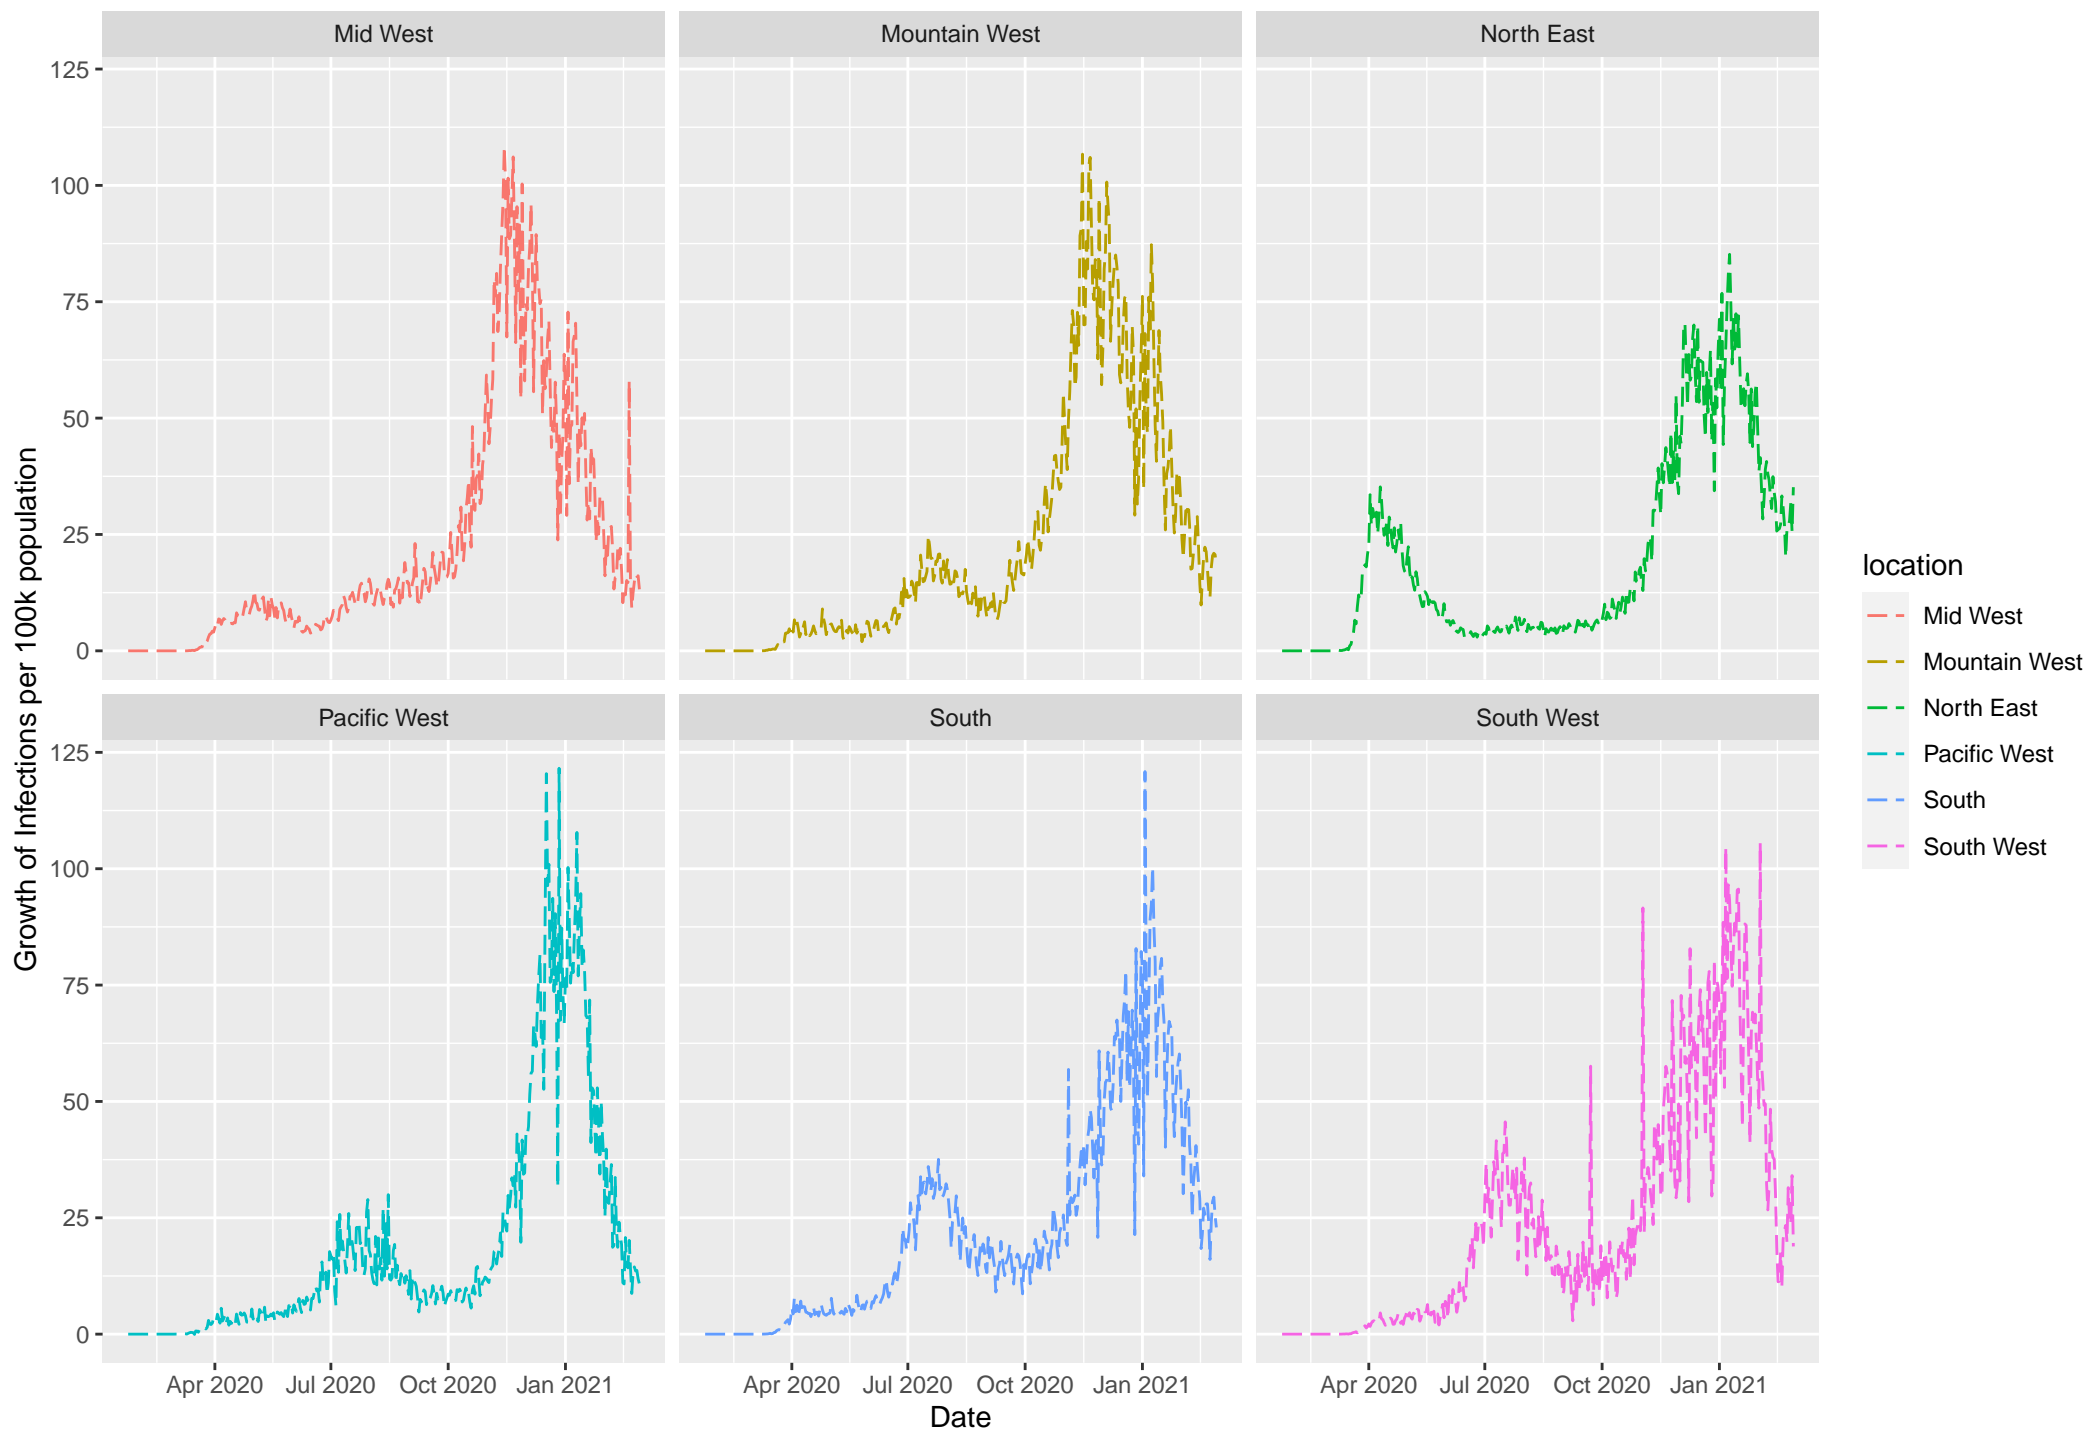 Mid West
Mountain West
North East
125
100
75
50
25
0
Pacific West
South
South West
125
100
75
50
25
0
Apr 2020 Jul 2020 Oct 2020 Jan 2021
Apr 2020 Jul 2020 Oct 2020 Jan 2021
Apr 2020 Jul 2020 Oct 2020 Jan 2021
Date
Growth of Infections per 100k population
location
Mid West
Mountain West
North East
Pacific West
South
South West